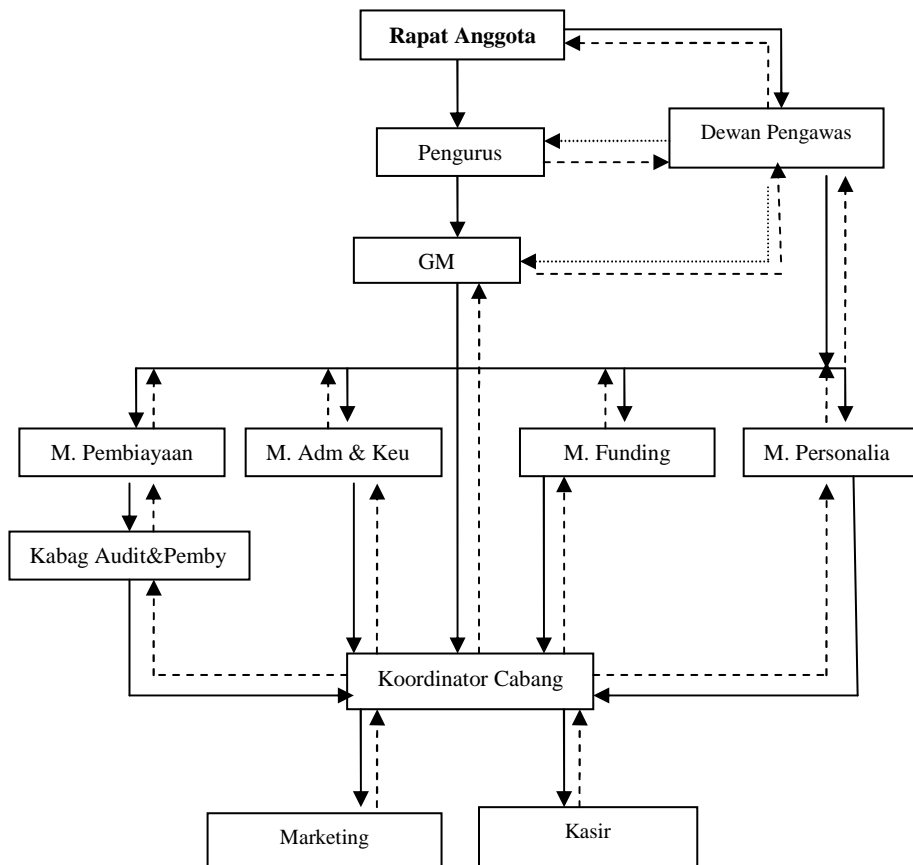 Rapat Anggota
Dewan Pengawas
Pengurus
GM
M. Pembiayaan
M. Adm & Keu
M. Funding
M. Personalia
Kabag Audit&Pemby
Koordinator Cabang
Marketing
Kasir